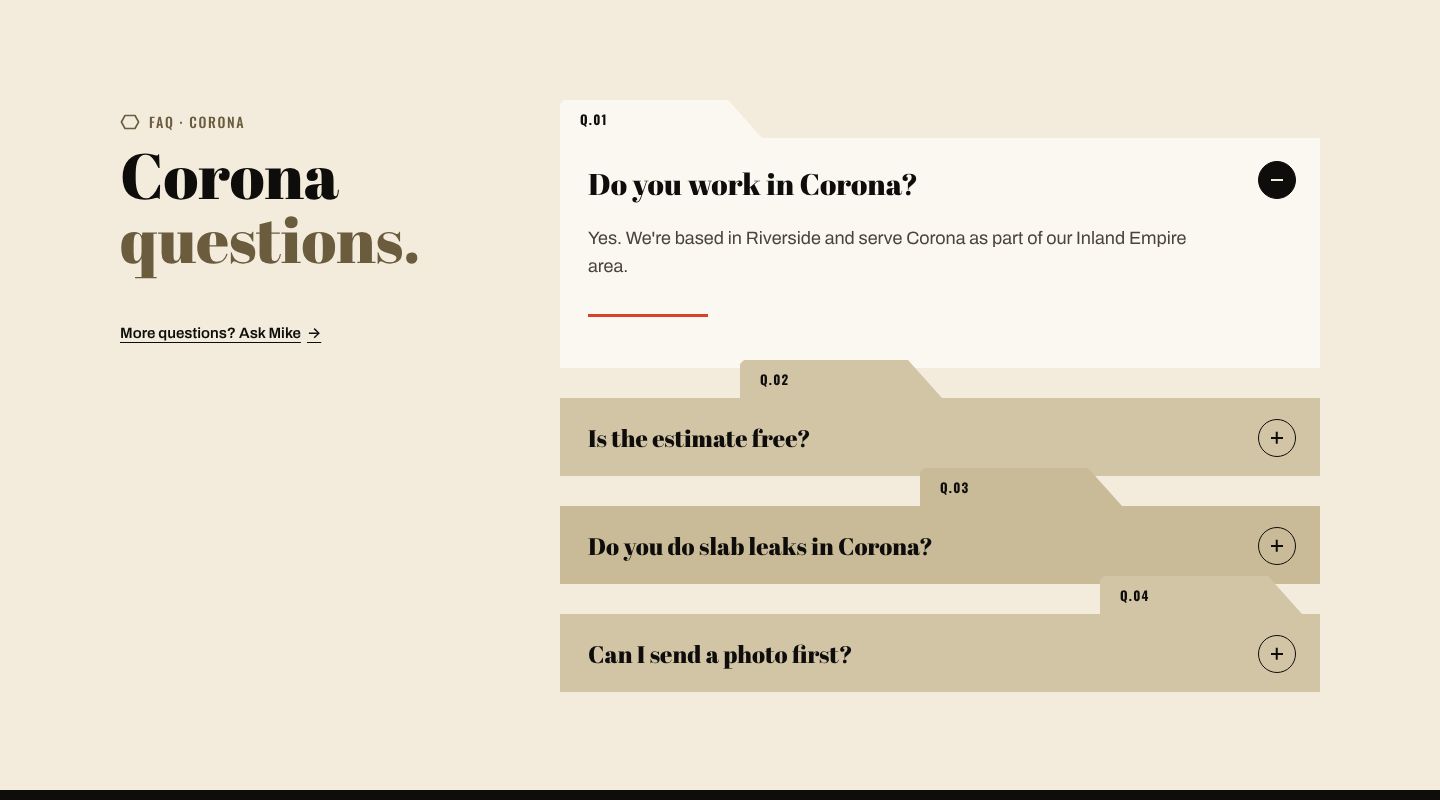 FAQ · CORONA
Corona
questions.
More questions? Ask Mike →
Q.01
Do you work in Corona?
Yes. We're based in Riverside and serve Corona as part of our Inland Empire
area.
Q.02
Is the estimate free?
Q.03
Do you do slab leaks in Corona?
Q.04
Can I send a photo first?